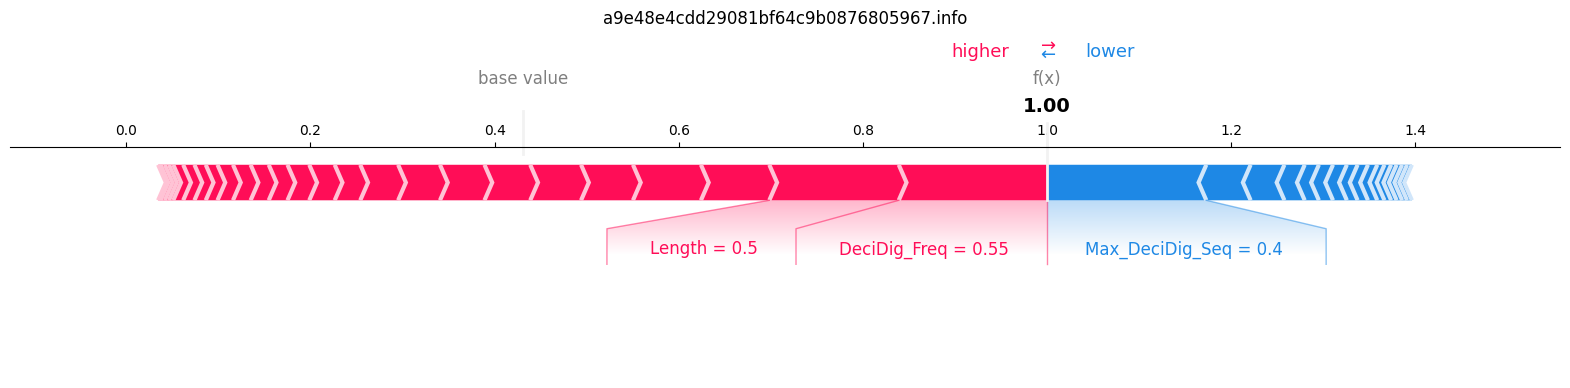 a9e48e4cdd29081bf64c9b0876805967.info
higher ⇄ lower
base value f(x)
1.00
0.0 0.2 0.4 0.6 0.8 1.0 1.2 1.4
Length = 0.5 DeciDig_Freq = 0.55 Max_DeciDig_Seq = 0.4